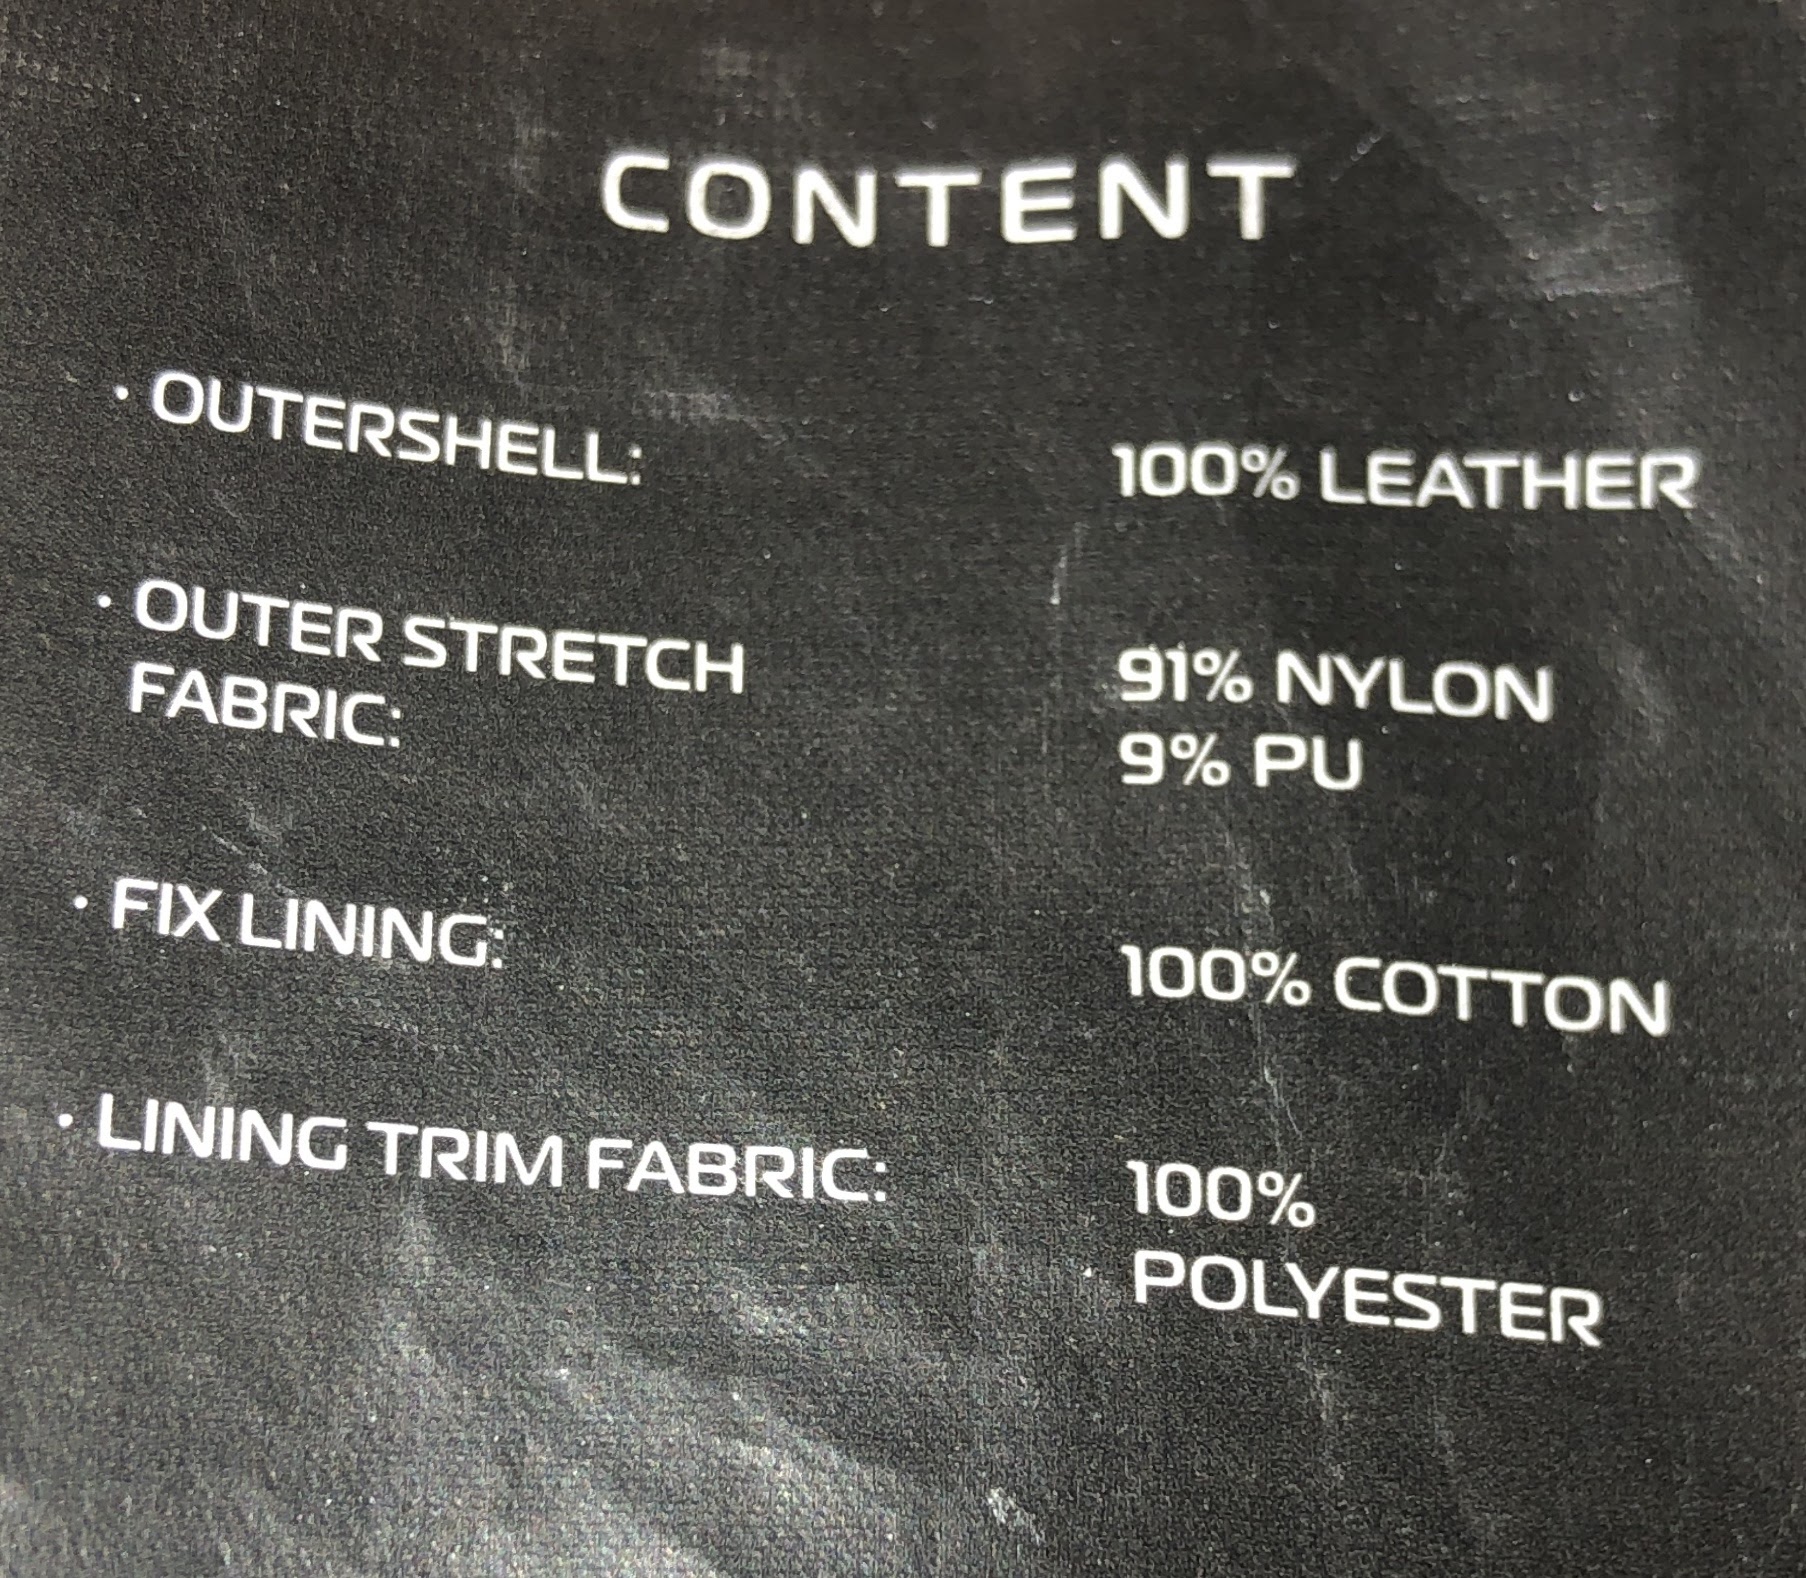 CONTENT
· OUTERSHELL: 100% LEATHER
· OUTER STRETCH 91% NYLON
FABRIC: 9% PU
· FIX LINING: 100% COTTON
· LINING TRIM FABRIC: 100%
POLYESTER